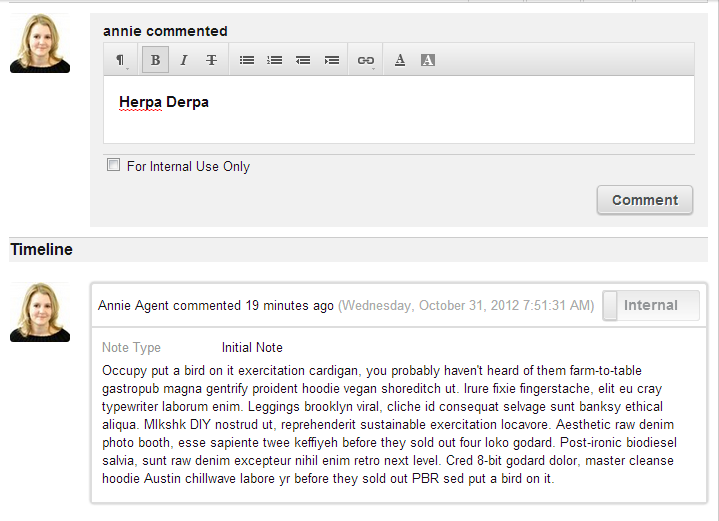 annie commented
¶ B I T A A
Herpa Derpa
For Internal Use Only
Comment
Timeline
Annie Agent commented 19 minutes ago (Wednesday, October 31, 2012 7:51:31 AM) Internal
Note Type Initial Note
Occupy put a bird on it exercitation cardigan, you probably haven't heard of them farm-to-table
gastropub magna gentrify proident hoodie vegan shoreditch ut. Irure fixie fingerstache, elit eu cray
typewriter laborum enim. Leggings brooklyn viral, cliche id consequat selvage sunt banksy ethical
aliqua. Mlkshk DIY nostrud ut, reprehenderit sustainable exercitation locavore. Aesthetic raw denim
photo booth, esse sapiente twee keffiyeh before they sold out four loko godard. Post-ironic biodiesel
salvia, sunt raw denim excepteur nihil enim retro next level. Cred 8-bit godard dolor, master cleanse
hoodie Austin chillwave labore yr before they sold out PBR sed put a bird on it.